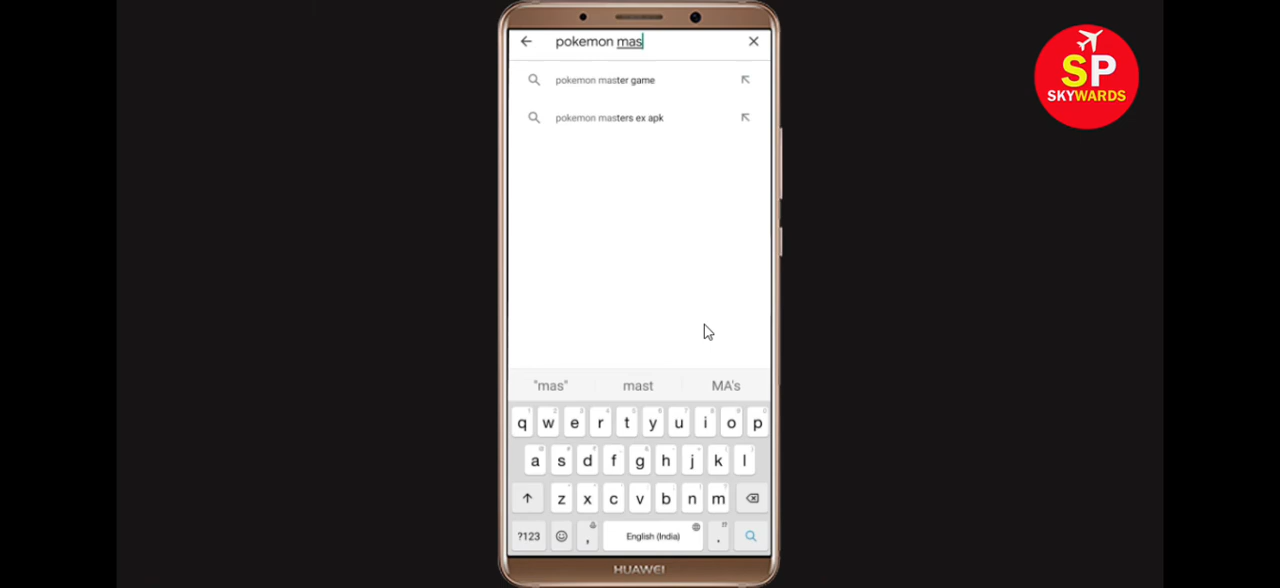 pokemon mas
pokemon master game
pokemon masters ex apk
SP
SKYWARDS
"mas" mast MA's
q w e r t y u i o p
a s d f g h j k l
z x c v b n m
?123 , English (India) .
HUAWEI